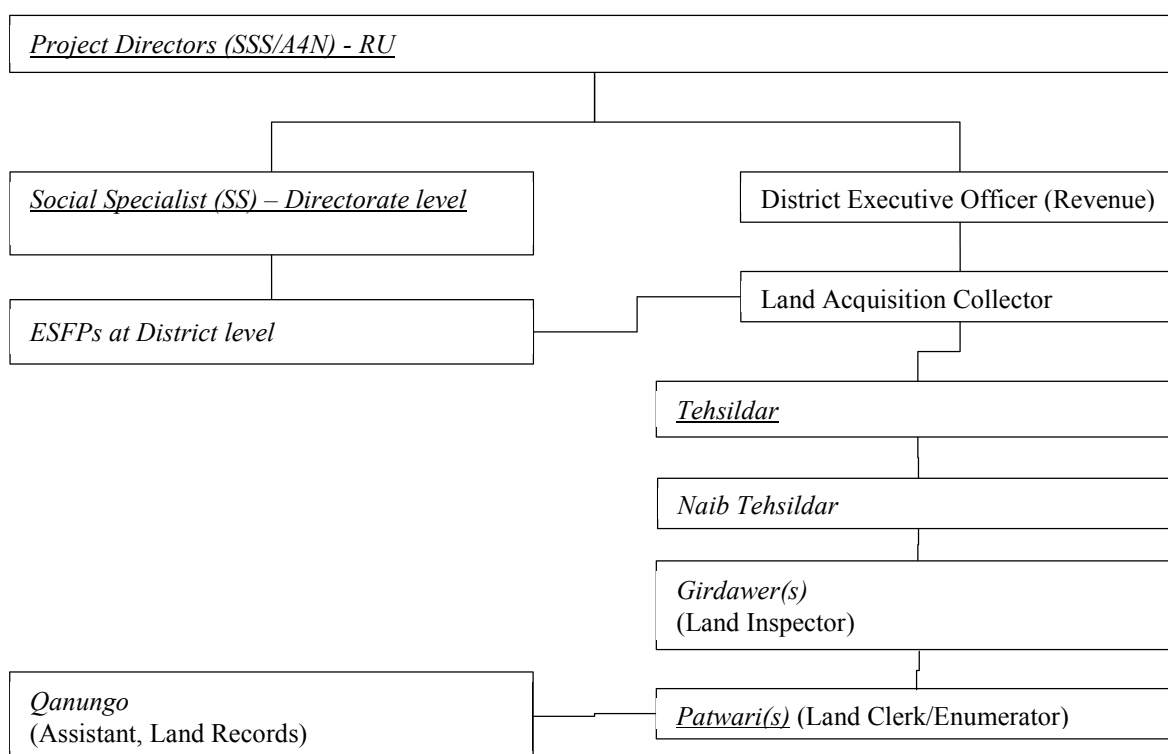 Project Directors (SSS/A4N) - RU
Social Specialist (SS) – Directorate level
District Executive Officer (Revenue)
Land Acquisition Collector
ESFPs at District level
Tehsildar
Naib Tehsildar
Girdawer(s)
(Land Inspector)
Qanungo
(Assistant, Land Records)
Patwari(s) (Land Clerk/Enumerator)